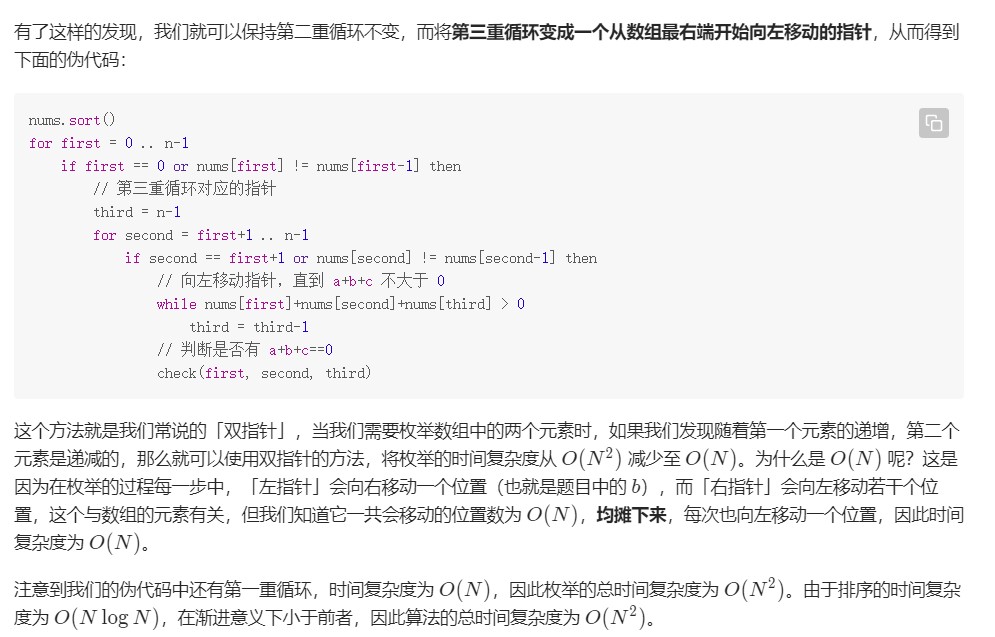 有了这样的发现，我们就可以保持第二重循环不变，而将第三重循环变成一个从数组最右端开始向左移动的指针，从而得到
下面的伪代码：
nums.sort()
for first = 0 .. n-1
    if first == 0 or nums[first] != nums[first-1] then
        // 第三重循环对应的指针
        third = n-1
        for second = first+1 .. n-1
            if second == first+1 or nums[second] != nums[second-1] then
                // 向左移动指针，直到 a+b+c 不大于 0
                while nums[first]+nums[second]+nums[third] > 0
                    third = third-1
                // 判断是否有 a+b+c==0
                check(first, second, third)
这个方法就是我们常说的「双指针」，当我们需要枚举数组中的两个元素时，如果我们发现随着第一个元素的递增，第二个
元素是递减的，那么就可以使用双指针的方法，将枚举的时间复杂度从 O(N²) 减少至 O(N)。为什么是 O(N) 呢？这是
因为在枚举的过程每一步中，「左指针」会向右移动一个位置（也就是题目中的 b），而「右指针」会向左移动若干个位
置，这个与数组的元素有关，但我们知道它一共会移动的位置数为 O(N)，均摊下来，每次也向左移动一个位置，因此时间
复杂度为 O(N)。
注意到我们的伪代码中还有第一重循环，时间复杂度为 O(N)，因此枚举的总时间复杂度为 O(N²)。由于排序的时间复杂
度为 O(N log N)，在渐进意义下小于前者，因此算法的总时间复杂度为 O(N²)。